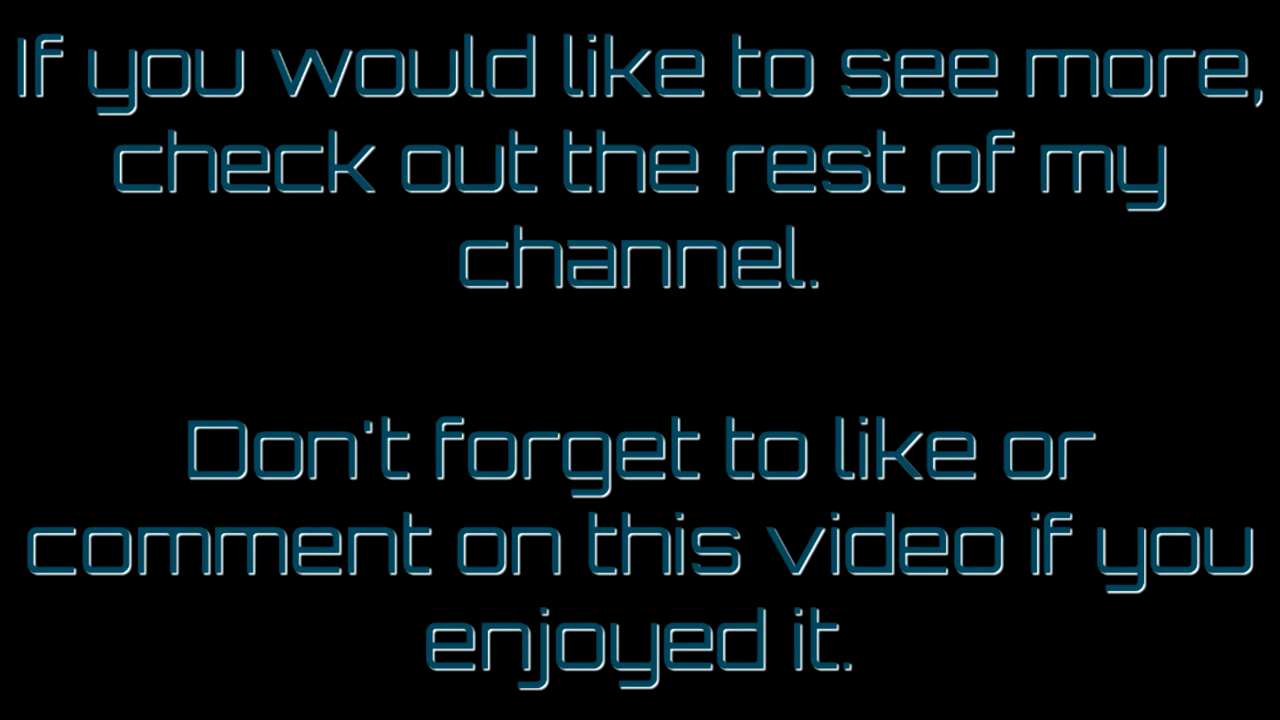 If you would like to see more,
check out the rest of my
channel.
Don't forget to like or
comment on this video if you
enjoyed it.